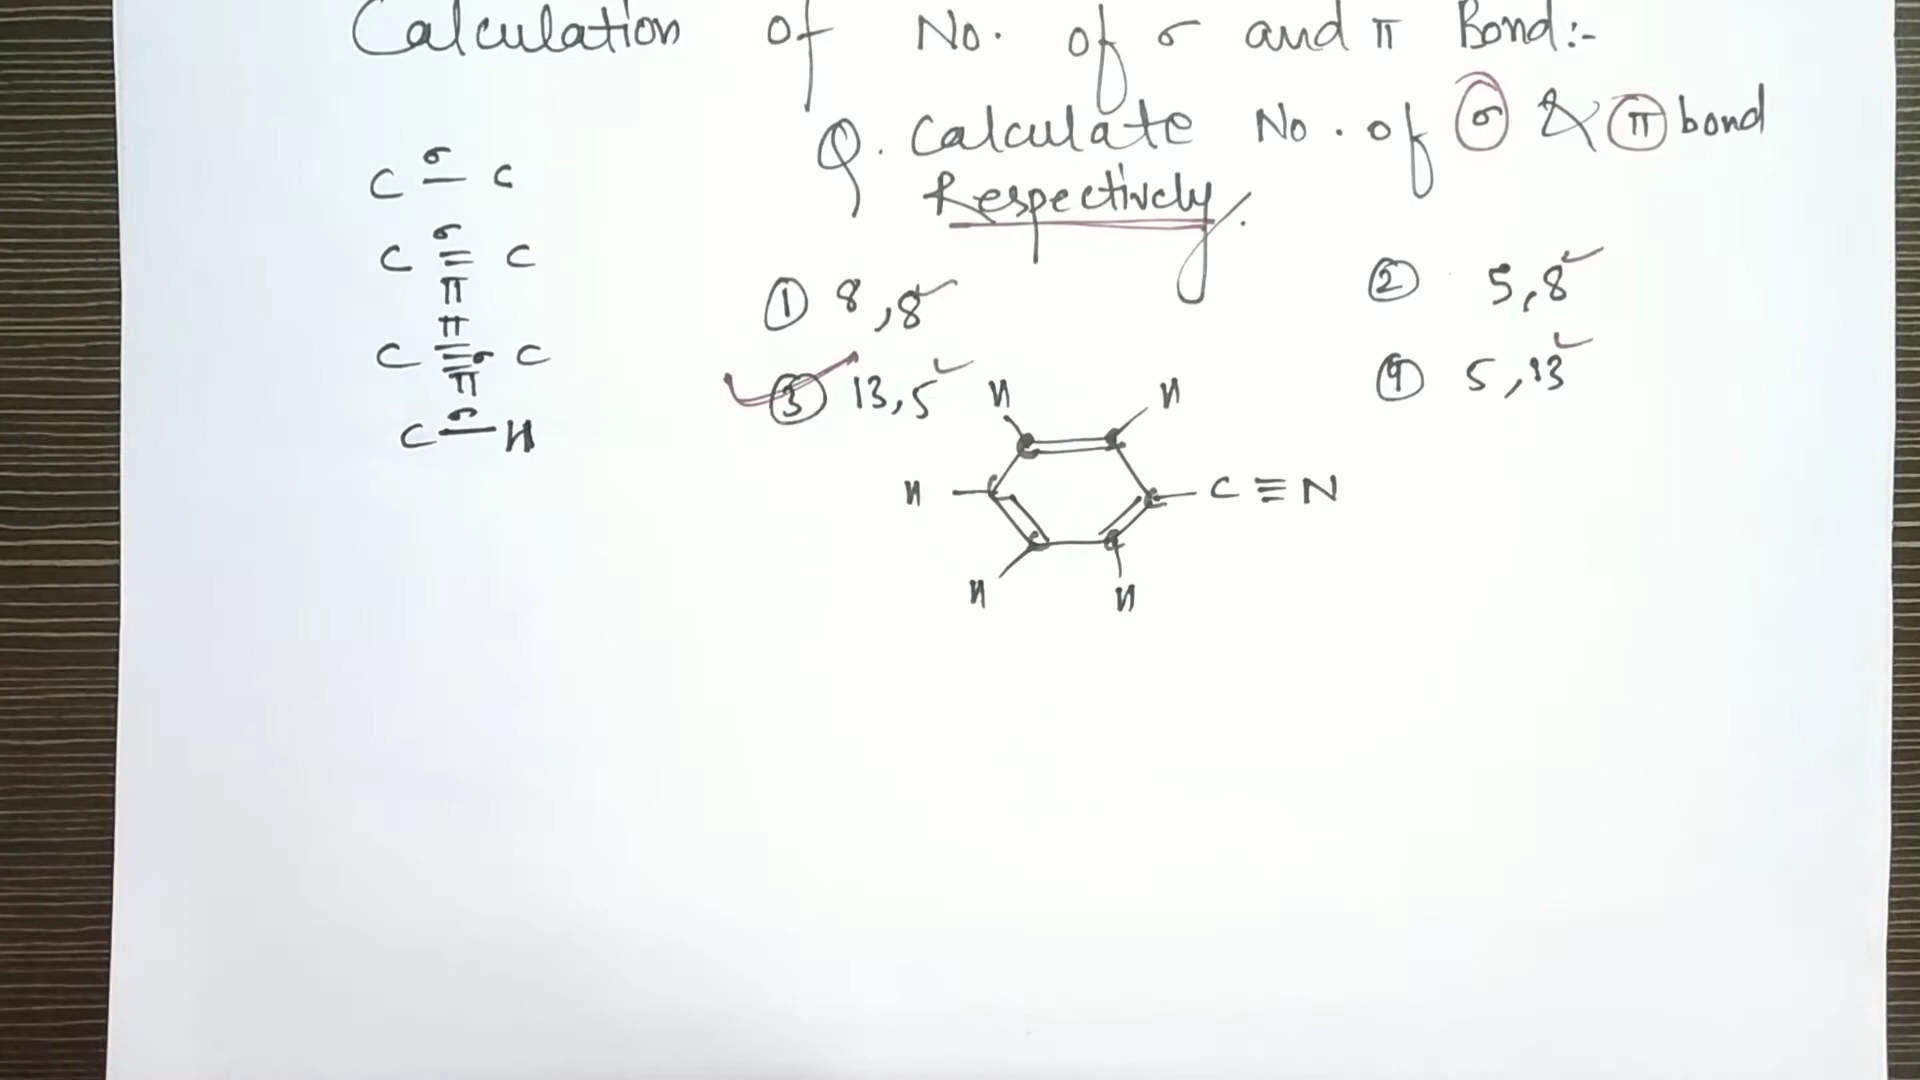 Calculation of No. of σ and π Bond:-
Q. Calculate No. of σ & π bond
Respectively.
C σ — C
C σ = π C
C π ≡ σ π C
C σ — H
① 8,8
② 5,8
③ 13,5
④ 5,13
H H
H C C≡N
H H